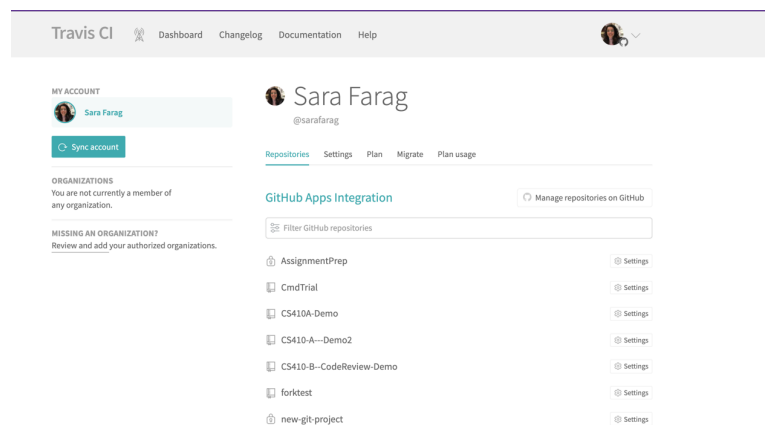 Travis CI
Dashboard Changelog Documentation Help
MY ACCOUNT
Sara Farag
Sync account
ORGANIZATIONS
You are not currently a member of
any organization.
MISSING AN ORGANIZATION?
Review and add your authorized organizations.
Sara Farag
@sarafarag
Repositories Settings Plan Migrate Plan usage
GitHub Apps Integration
Manage repositories on GitHub
Filter GitHub repositories
AssignmentPrep Settings
CmdTrial Settings
CS410A-Demo Settings
CS410-A---Demo2 Settings
CS410-B--CodeReview-Demo Settings
forktest Settings
new-git-project Settings